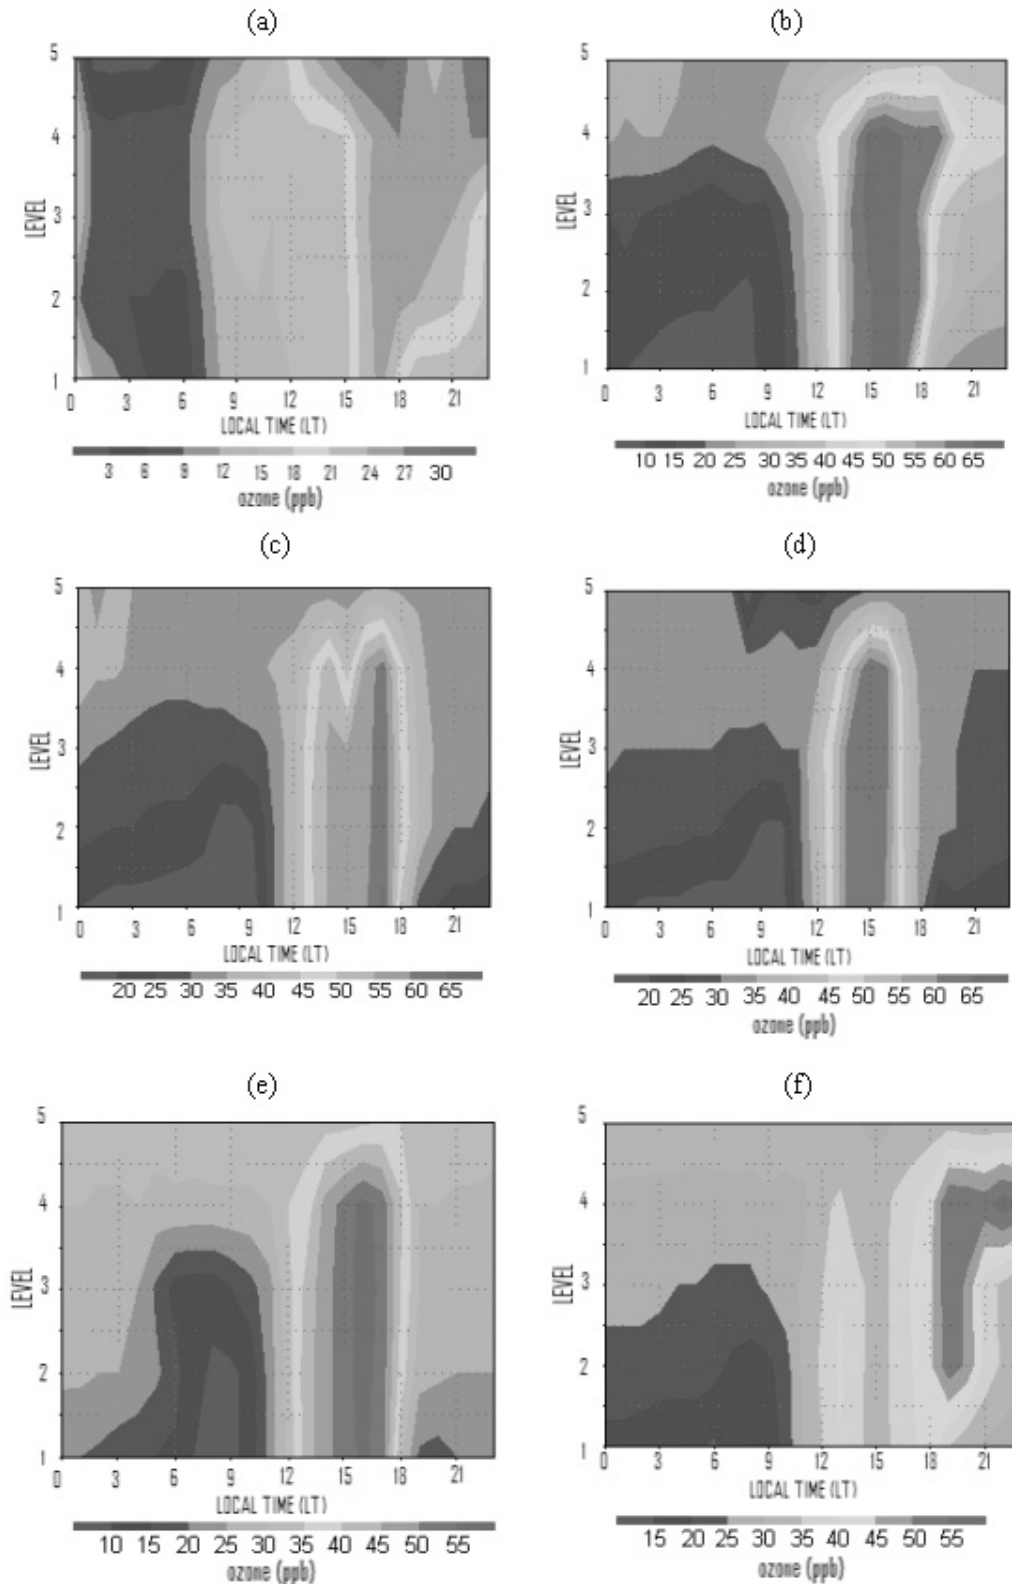 (a)
(b)
5
4
3
2
1
LEVEL
0 3 6 9 12 15 18 21
LOCAL TIME (LT)
3 6 9 12 15 18 21 24 27 30
ozone (ppb)
5
4
3
2
1
LEVEL
0 3 6 9 12 15 18 21
LOCAL TIME (LT)
10 15 20 25 30 35 40 45 50 55 60 65
ozone (ppb)
(c)
(d)
5
4
3
2
1
LEVEL
0 3 6 9 12 15 18 21
LOCAL TIME (LT)
20 25 30 35 40 45 50 55 60 65
5
4
3
2
1
LEVEL
0 3 6 9 12 15 18 21
LOCAL TIME (LT)
20 25 30 35 40 45 50 55 60 65
ozone (ppb)
(e)
(f)
5
4
3
2
1
LEVEL
0 3 6 9 12 15 18 21
LOCAL TIME (LT)
10 15 20 25 30 35 40 45 50 55
ozone (ppb)
5
4
3
2
1
LEVEL
0 3 6 9 12 15 18 21
LOCAL TIME (LT)
15 20 25 30 35 40 45 50 55
ozone (ppb)